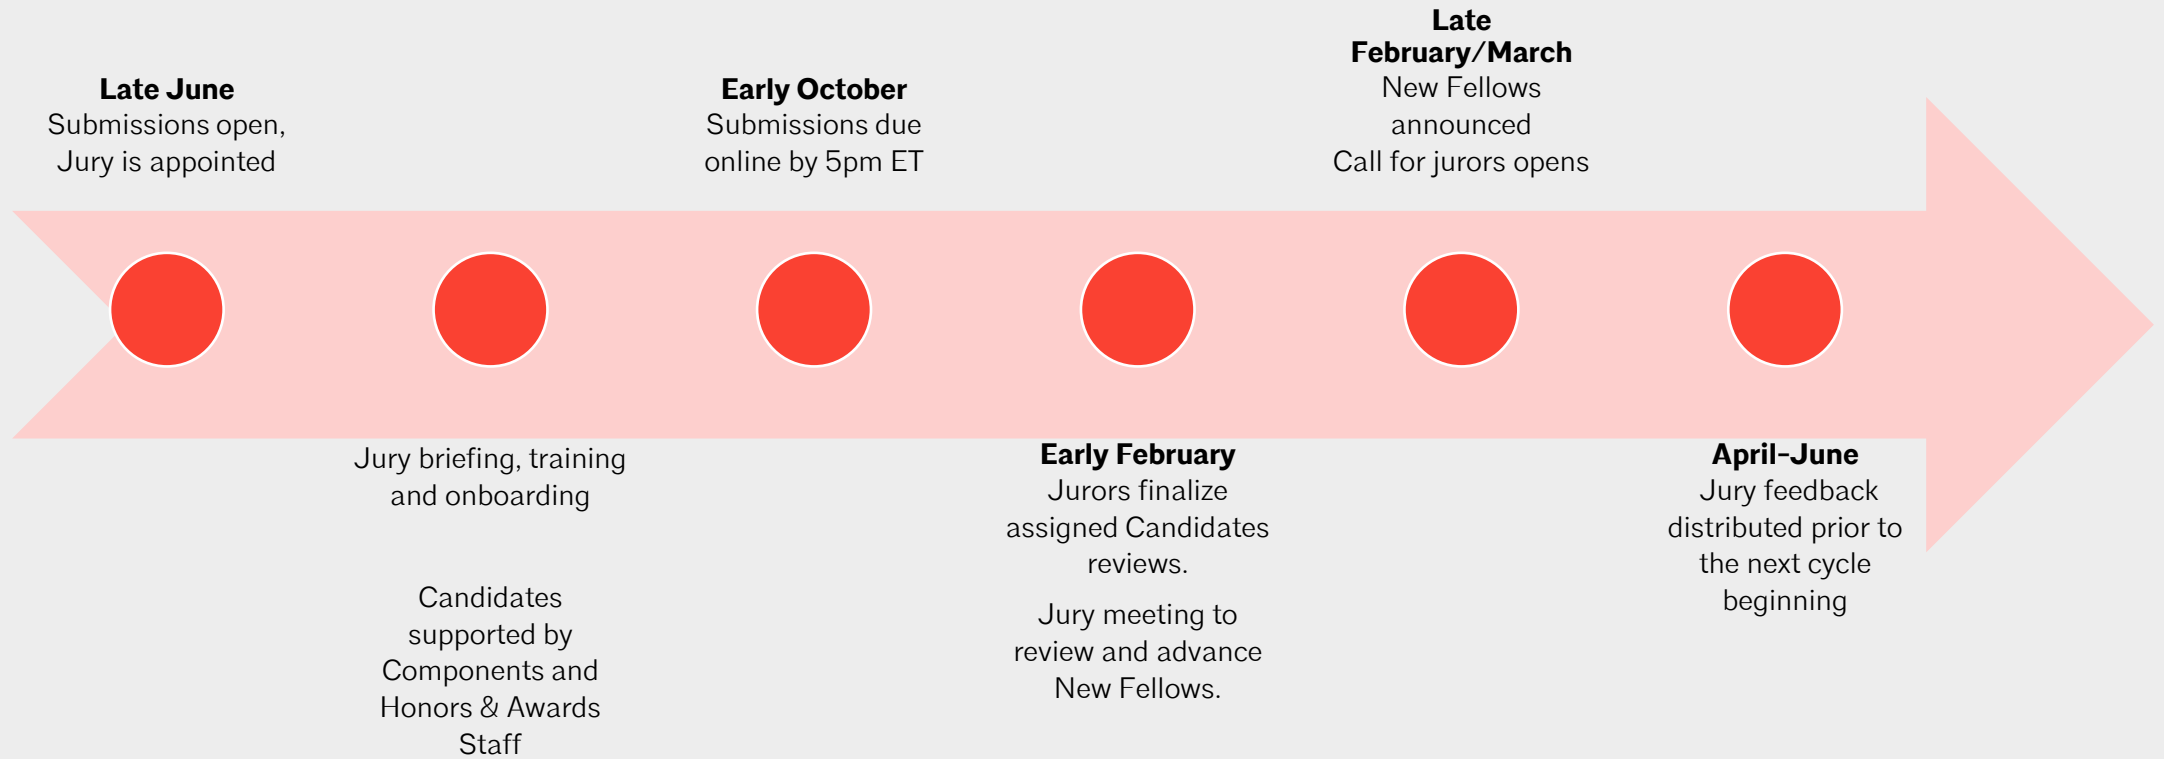 Late June
Submissions open,
Jury is appointed
Jury briefing, training
and onboarding
Candidates
supported by
Components and
Honors & Awards
Staff
Early October
Submissions due
online by 5pm ET
Early February
Jurors finalize
assigned Candidates
reviews.
Jury meeting to
review and advance
New Fellows.
Late
February/March
New Fellows
announced
Call for jurors opens
April-June
Jury feedback
distributed prior to
the next cycle
beginning